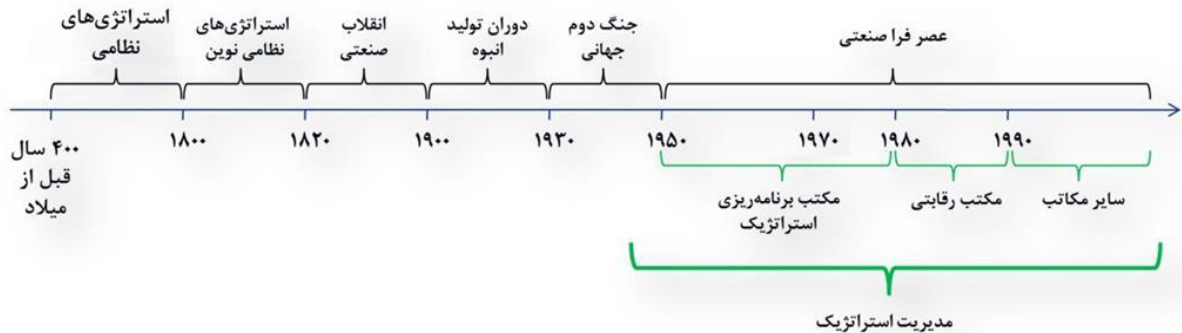 استراتژی‌های
نظامی
استراتژی‌های
نظامی نوین
انقلاب
صنعتی
دوران تولید
انبوه
جنگ دوم
جهانی
عصر فرا صنعتی
۴۰۰ سال
قبل از
میلاد
۱۸۰۰
۱۸۲۰
۱۹۰۰
۱۹۳۰
۱۹۵۰
۱۹۷۰
۱۹۸۰
۱۹۹۰
مکتب برنامه‌ریزی
استراتژیک
مکتب رقابتی
سایر مکاتب
مدیریت استراتژیک